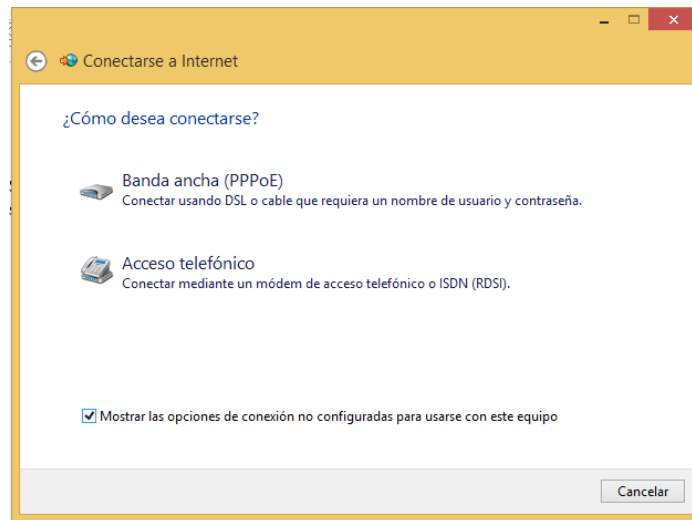 Conectarse a Internet
¿Cómo desea conectarse?
Banda ancha (PPPoE)
Conectar usando DSL o cable que requiera un nombre de usuario y contraseña.
Acceso telefónico
Conectar mediante un módem de acceso telefónico o ISDN (RDSI).
Mostrar las opciones de conexión no configuradas para usarse con este equipo
Cancelar